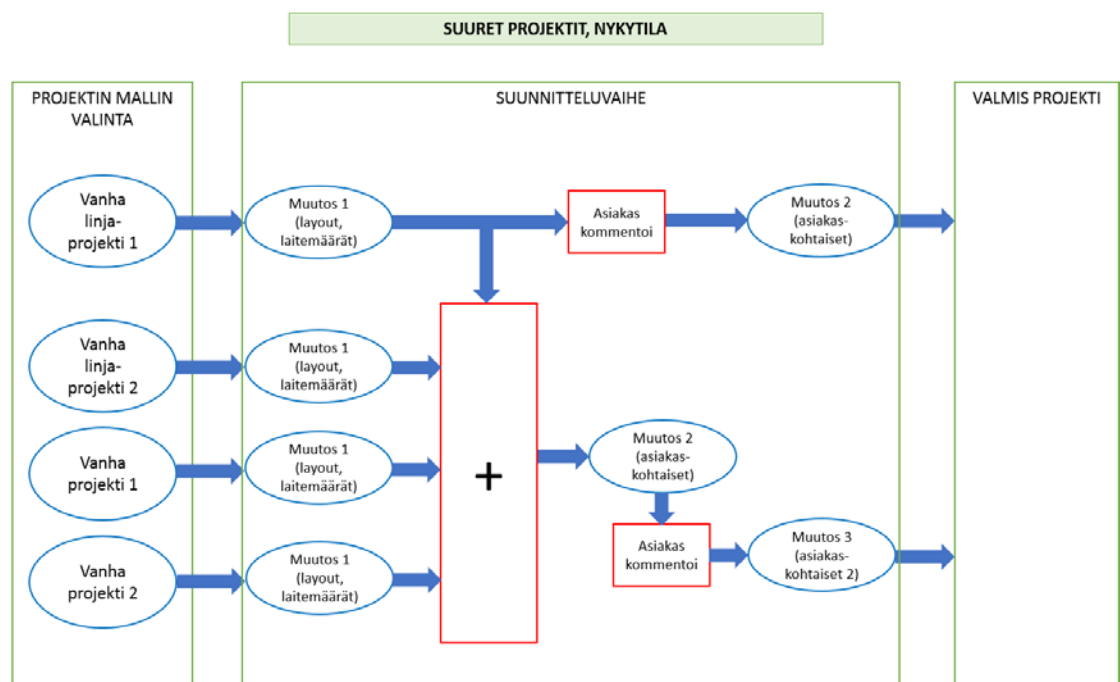 SUURET PROJEKTIT, NYKYTILA
PROJEKTIN MALLIN
VALINTA
SUUNNITTELUVAIHE
VALMIS PROJEKTI
Vanha
linja-
projekti 1
Muutos 1
(layout,
laitemäärät)
Asiakas
kommentoi
Muutos 2
(asiakas-
kohtaiset)
Vanha
linja-
projekti 2
Muutos 1
(layout,
laitemäärät)
Vanha
projekti 1
Muutos 1
(layout,
laitemäärät)
+
Muutos 2
(asiakas-
kohtaiset)
Vanha
projekti 2
Muutos 1
(layout,
laitemäärät)
Asiakas
kommentoi
Muutos 3
(asiakas-
kohtaiset 2)